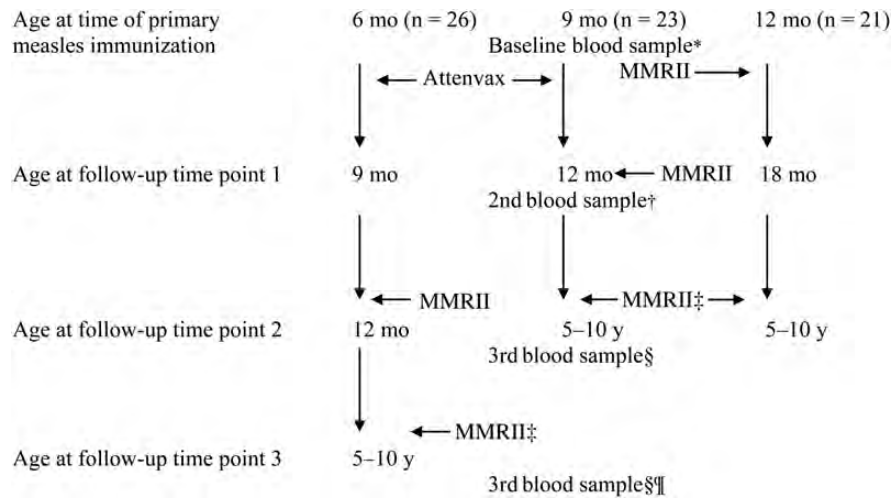 Age at time of primary 6 mo (n = 26) 9 mo (n = 23) 12 mo (n = 21)
measles immunization Baseline blood sample*
Attenvax MMRII
Age at follow-up time point 1 9 mo 12 mo MMRII 18 mo
2nd blood sample†
MMRII MMRII‡
Age at follow-up time point 2 12 mo 5–10 y 5–10 y
3rd blood sample§
MMRII‡
Age at follow-up time point 3 5–10 y
3rd blood sample§¶